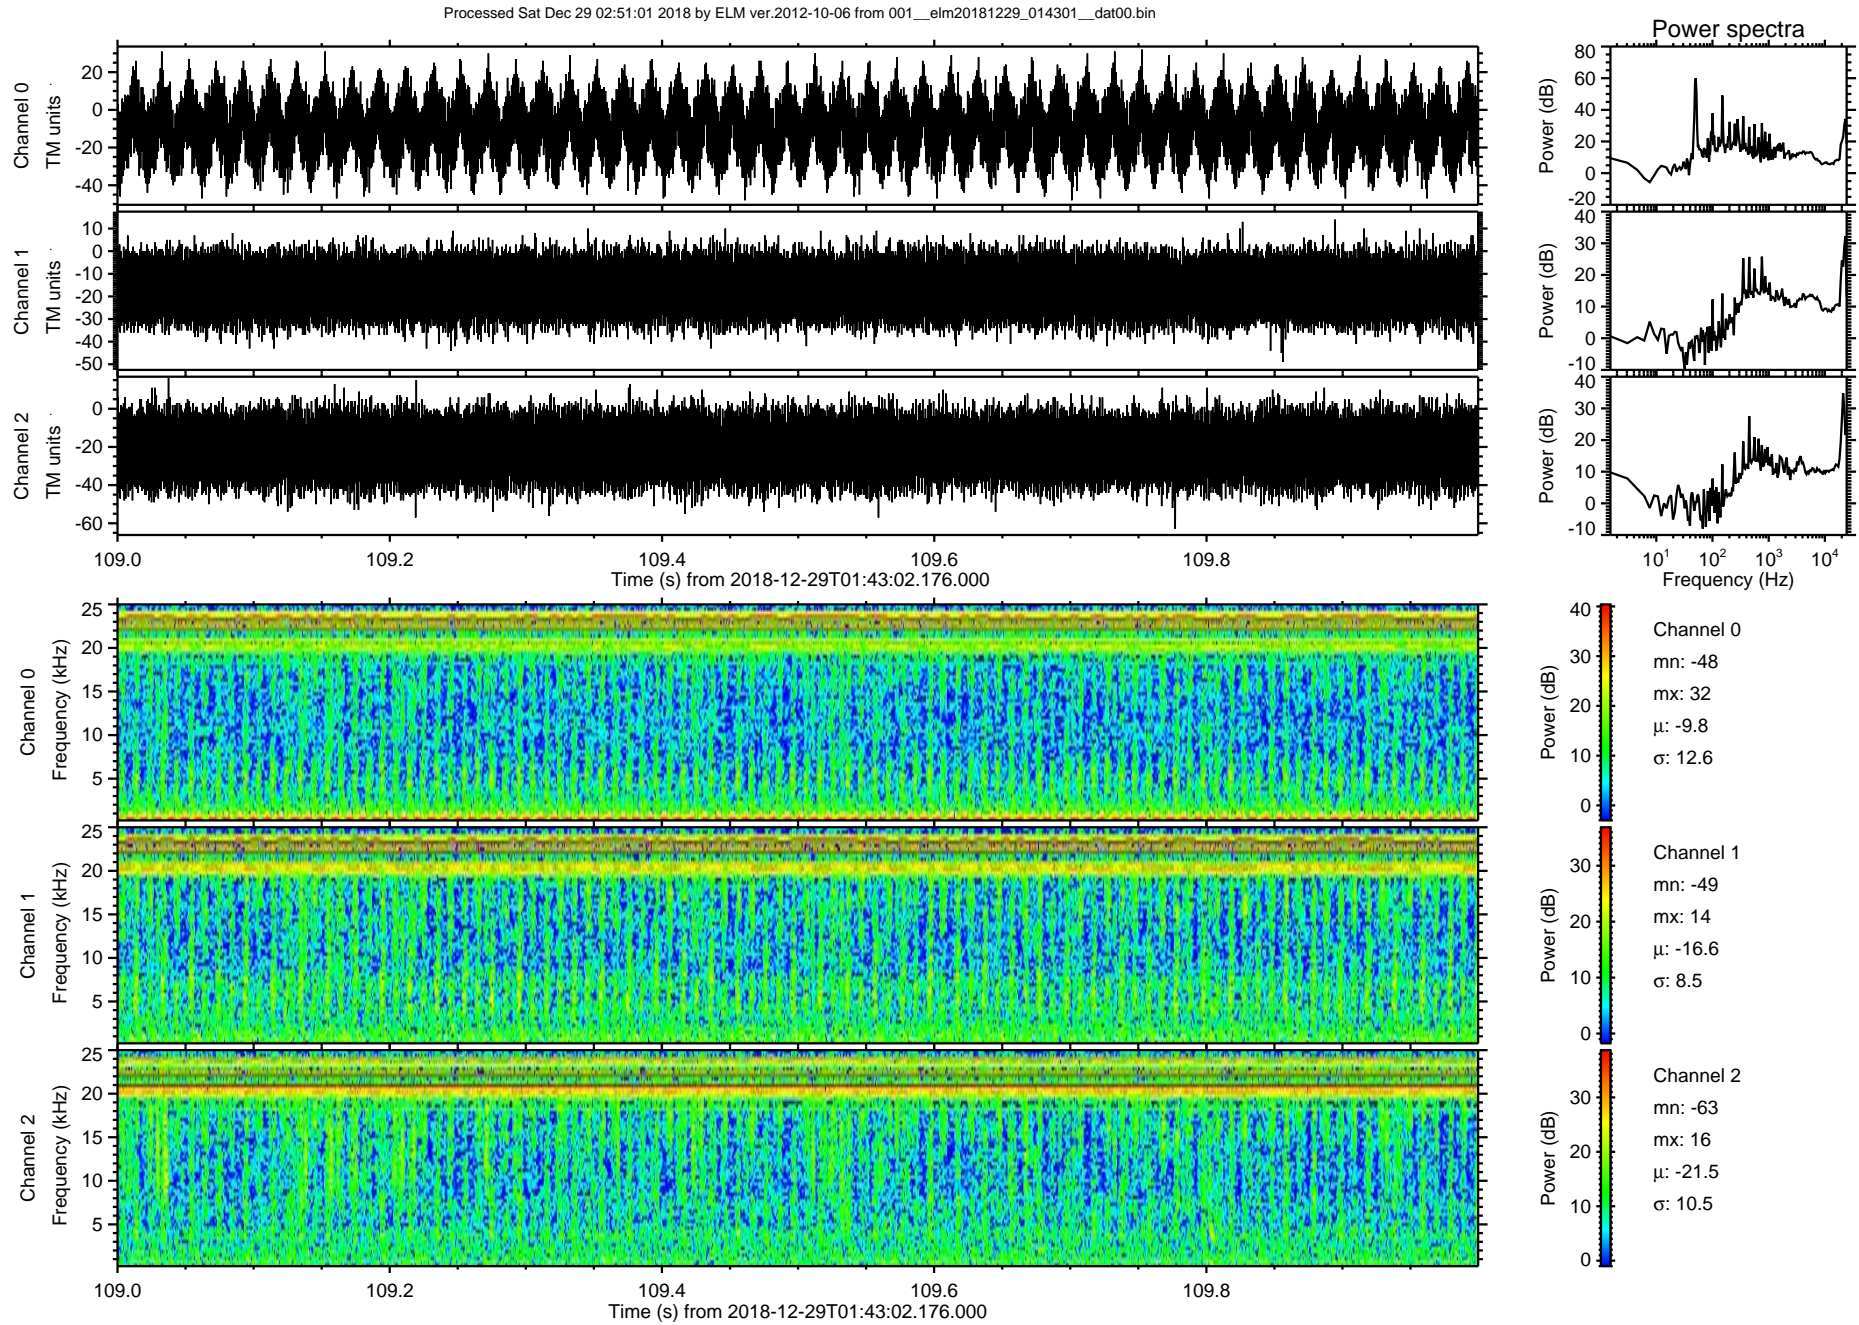 Processed Sat Dec 29 02:51:01 2018 by ELM ver.2012-10-06 from 001__elm20181229_014301__dat00.bin
Power spectra
Channel 0
TM units
20
0
-20
-40
Power (dB)
80
60
40
20
0
-20
Channel 1
TM units
10
0
-10
-20
-30
-40
-50
Power (dB)
40
30
20
10
0
-10
Channel 2
TM units
0
-20
-40
-60
Power (dB)
40
30
20
10
0
-10
109.0 109.2 109.4 109.6 109.8
Time (s) from 2018-12-29T01:43:02.176.000
10^1 10^2 10^3 10^4
Frequency (Hz)
Channel 0
Frequency (kHz)
25
20
15
10
5
Power (dB)
40
30
20
10
0
Channel 0
mn: -48
mx: 32
μ: -9.8
σ: 12.6
Channel 1
Frequency (kHz)
25
20
15
10
5
Power (dB)
30
20
10
0
Channel 1
mn: -49
mx: 14
μ: -16.6
σ: 8.5
Channel 2
Frequency (kHz)
25
20
15
10
5
Power (dB)
30
20
10
0
Channel 2
mn: -63
mx: 16
μ: -21.5
σ: 10.5
109.0 109.2 109.4 109.6 109.8
Time (s) from 2018-12-29T01:43:02.176.000